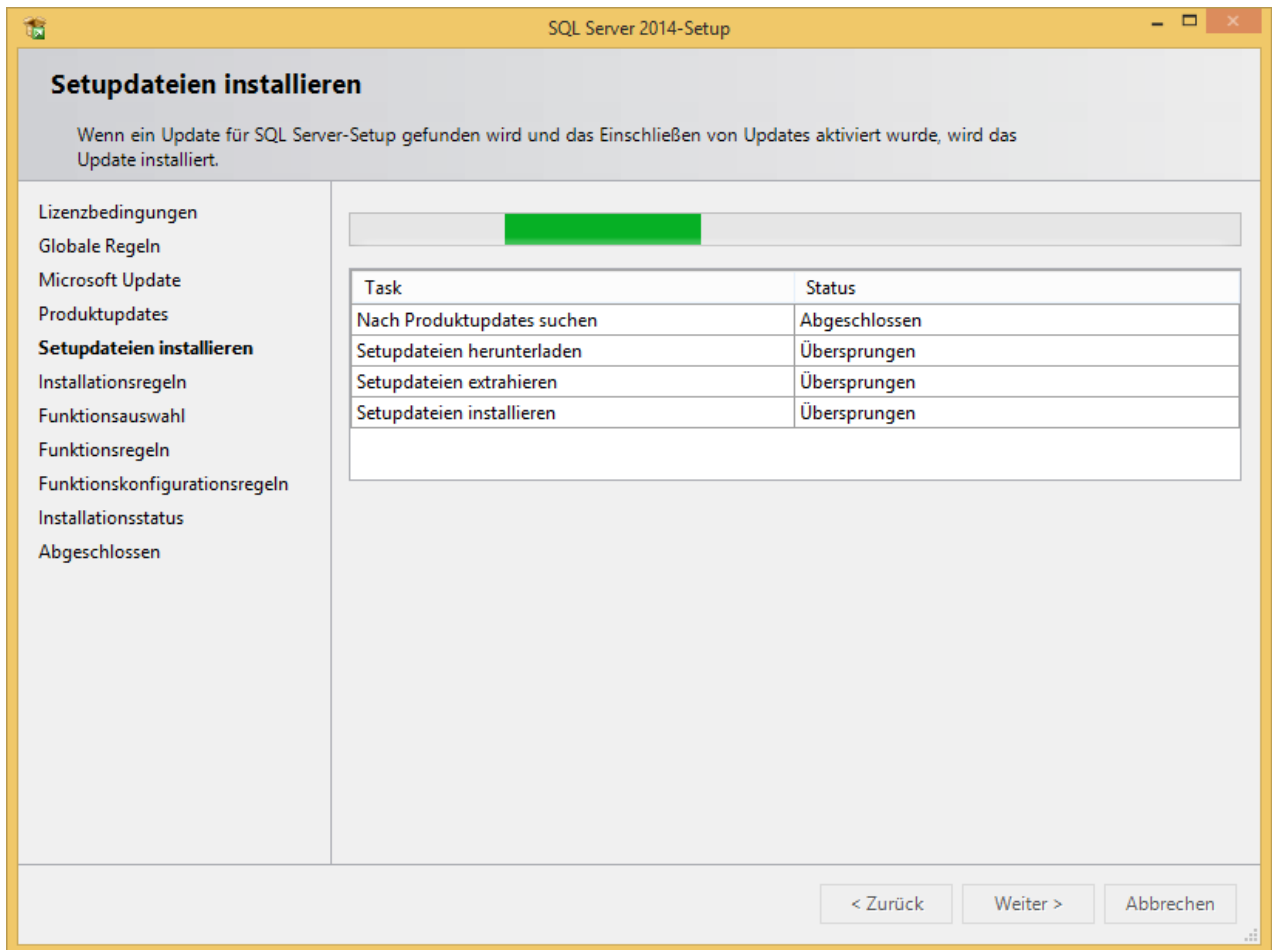 SQL Server 2014-Setup
Setupdateien installieren
Wenn ein Update für SQL Server-Setup gefunden wird und das Einschließen von Updates aktiviert wurde, wird das
Update installiert.
Lizenzbedingungen
Globale Regeln
Microsoft Update
Produktupdates
Setupdateien installieren
Installationsregeln
Funktionsauswahl
Funktionsregeln
Funktionskonfigurationsregeln
Installationsstatus
Abgeschlossen
Task Status
Nach Produktupdates suchen Abgeschlossen
Setupdateien herunterladen Übersprungen
Setupdateien extrahieren Übersprungen
Setupdateien installieren Übersprungen
< Zurück Weiter > Abbrechen